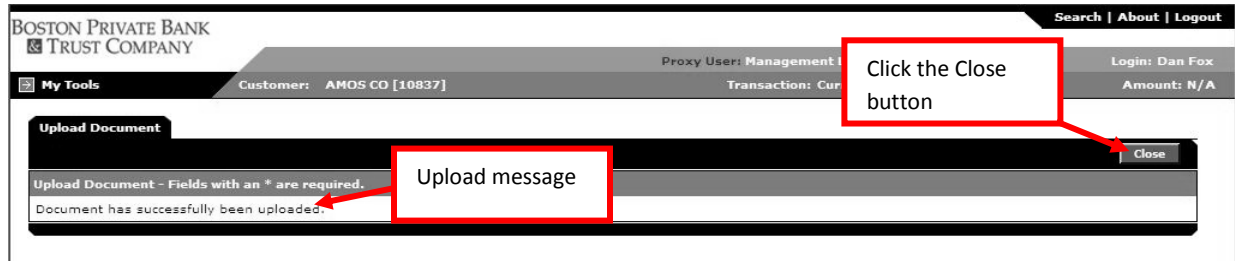 Search | About | Logout
BOSTON PRIVATE BANK
& TRUST COMPANY
Proxy User: Management
Login: Dan Fox
My Tools
Customer: AMOS CO [10837]
Transaction:
Amount: N/A
Click the Close
button
Upload Document
Close
Upload Document - Fields with an * are required.
Upload message
Document has successfully been uploaded.